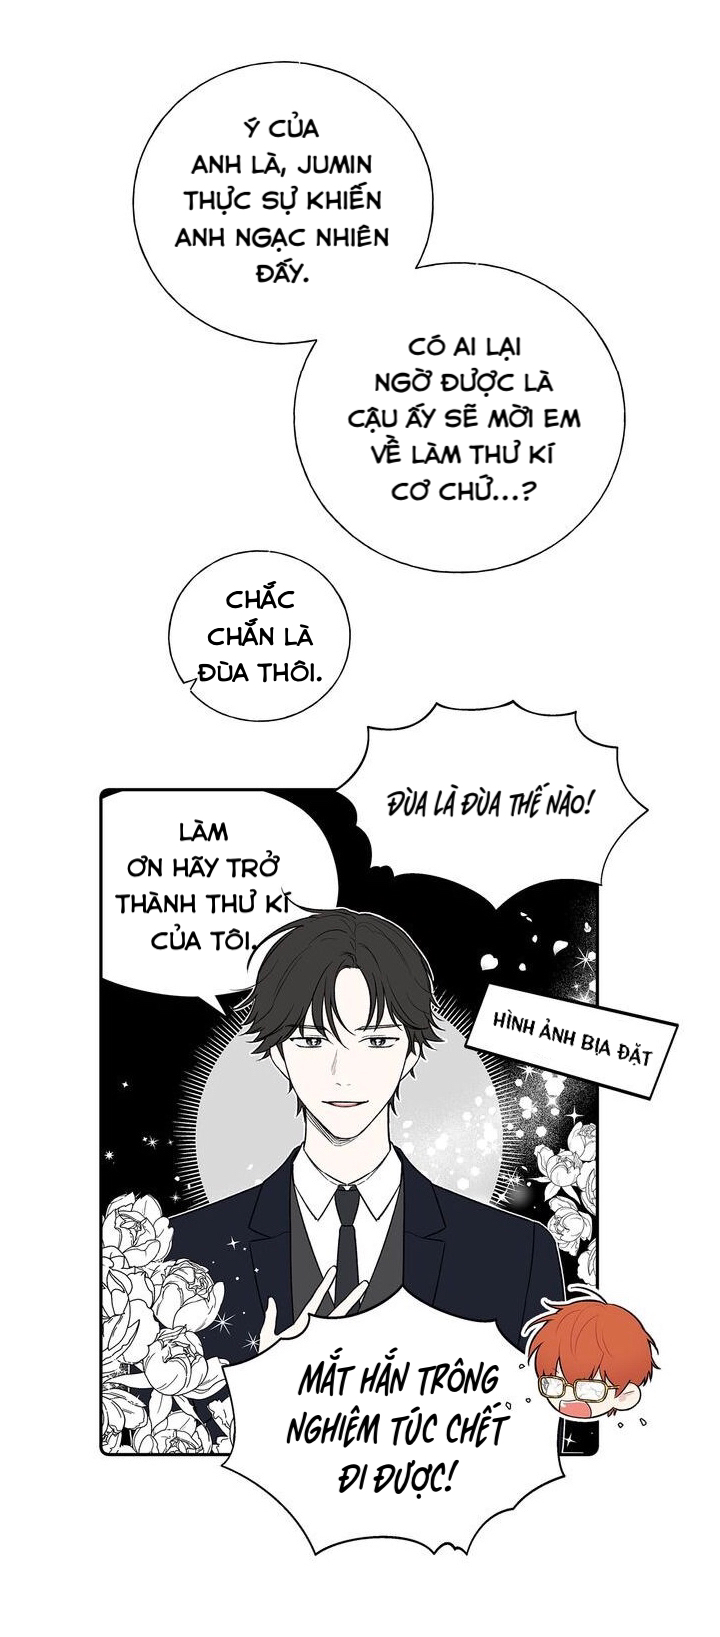 Ý CỦA
ANH LÀ, JUMIN
THỰC SỰ KHIẾN
ANH NGẠC NHIÊN
ĐẤY.
CÓ AI LẠI
NGỜ ĐƯỢC LÀ
CẬU ẤY SẼ MỜI EM
VỀ LÀM THƯ KÍ
CƠ CHỨ...?
CHẮC
CHẮN LÀ
ĐÙA THÔI.
ĐÙA LÀ ĐÙA THẾ NÀO!
LÀM
ƠN HÃY TRỞ
THÀNH THƯ KÍ
CỦA TÔI.
HÌNH ẢNH BỊA ĐẶT
MẮT HẮN TRÔNG
NGHIỆM TÚC CHẾT
ĐI ĐƯỢC!